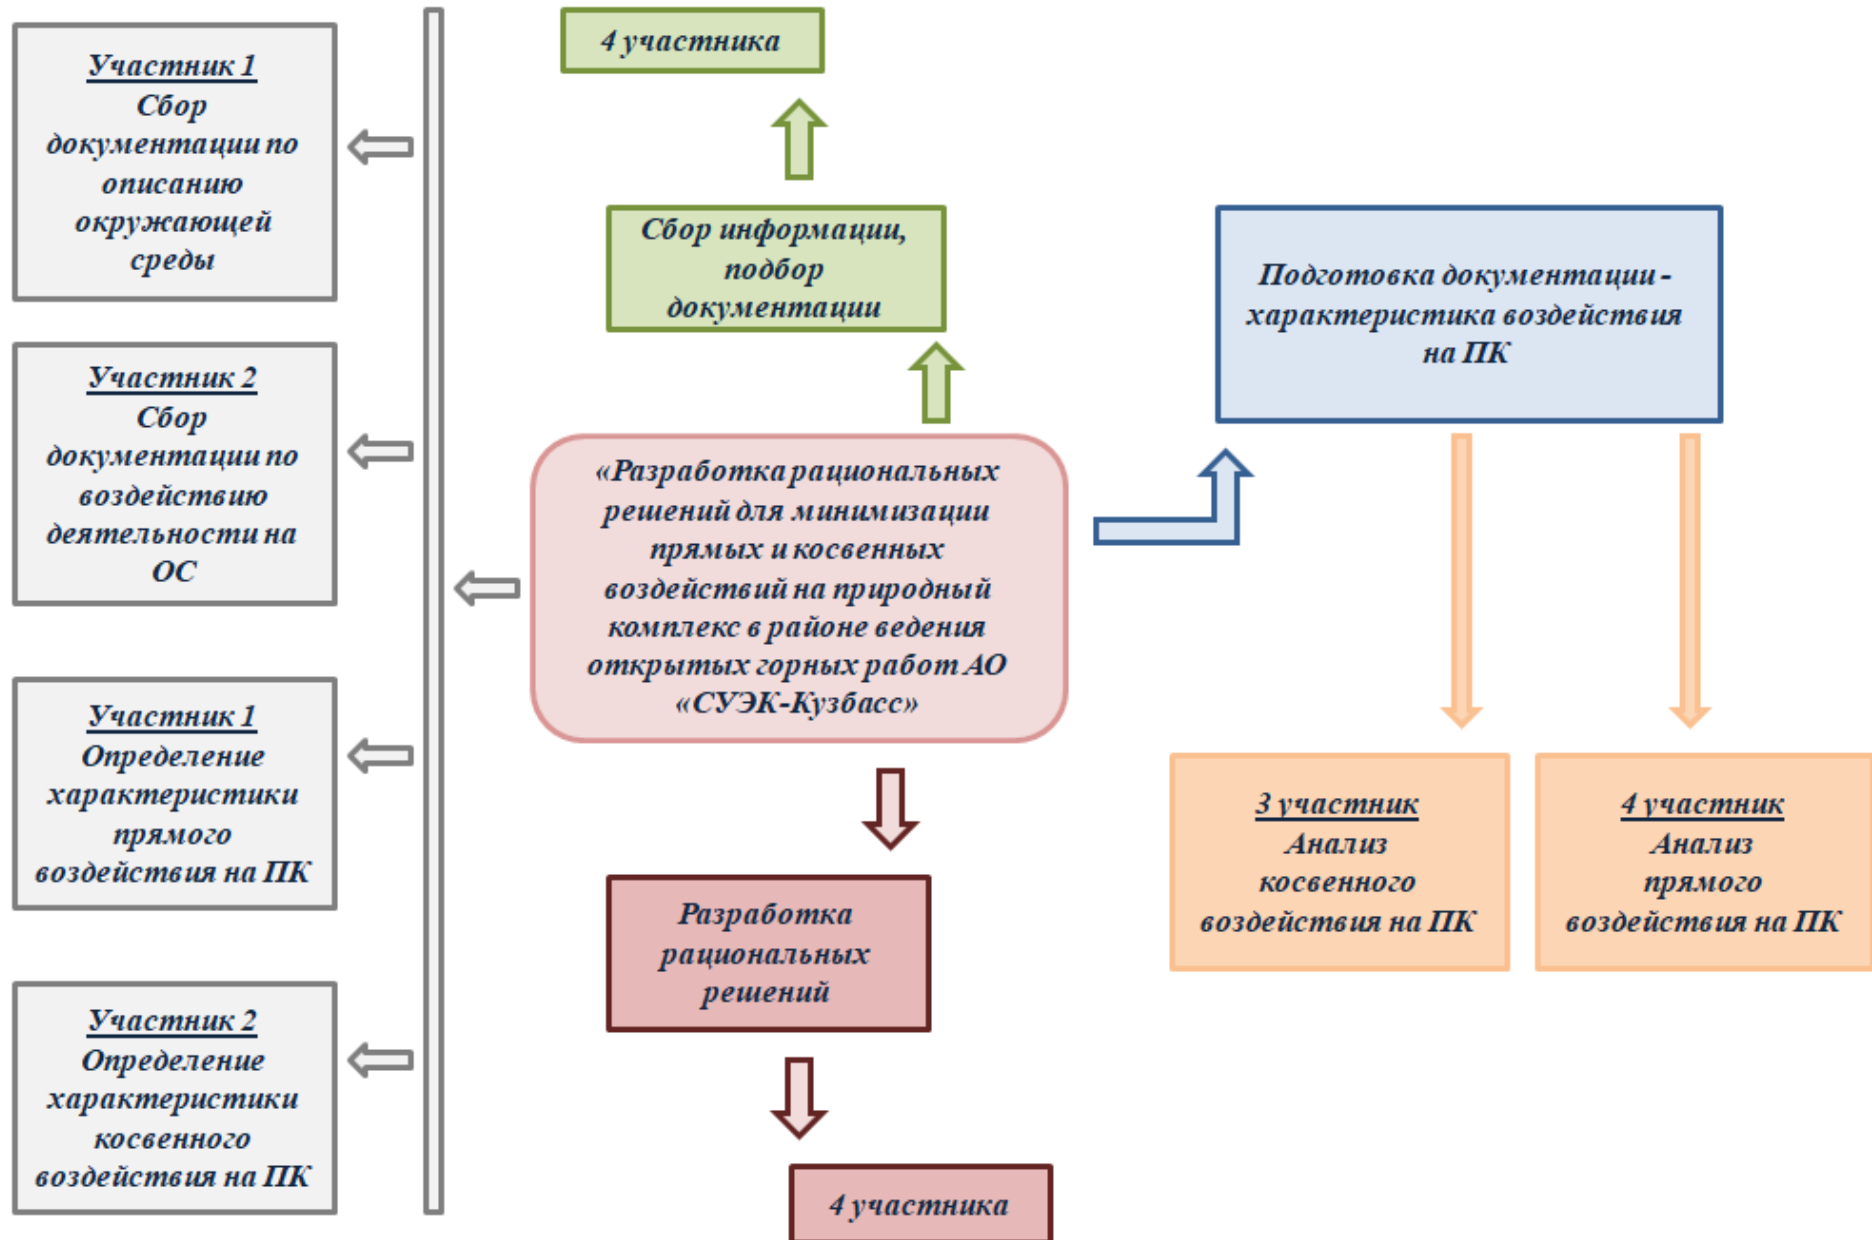 Участник 1
Сбор
документации по
описанию
окружающей
среды
Участник 2
Сбор
документации по
воздействию
деятельности на
ОС
Участник 1
Определение
характеристики
прямого
воздействия на ПК
Участник 2
Определение
характеристики
косвенного
воздействия на ПК
4 участника
Сбор информации,
подбор
документации
«Разработка рациональных
решений для минимизации
прямых и косвенных
воздействий на природный
комплекс в районе ведения
открытых горных работ АО
«СУЭК-Кузбасс»
Разработка
рациональных
решений
4 участника
Подготовка документации -
характеристика воздействия
на ПК
3 участник
Анализ
косвенного
воздействия на ПК
4 участник
Анализ
прямого
воздействия на ПК